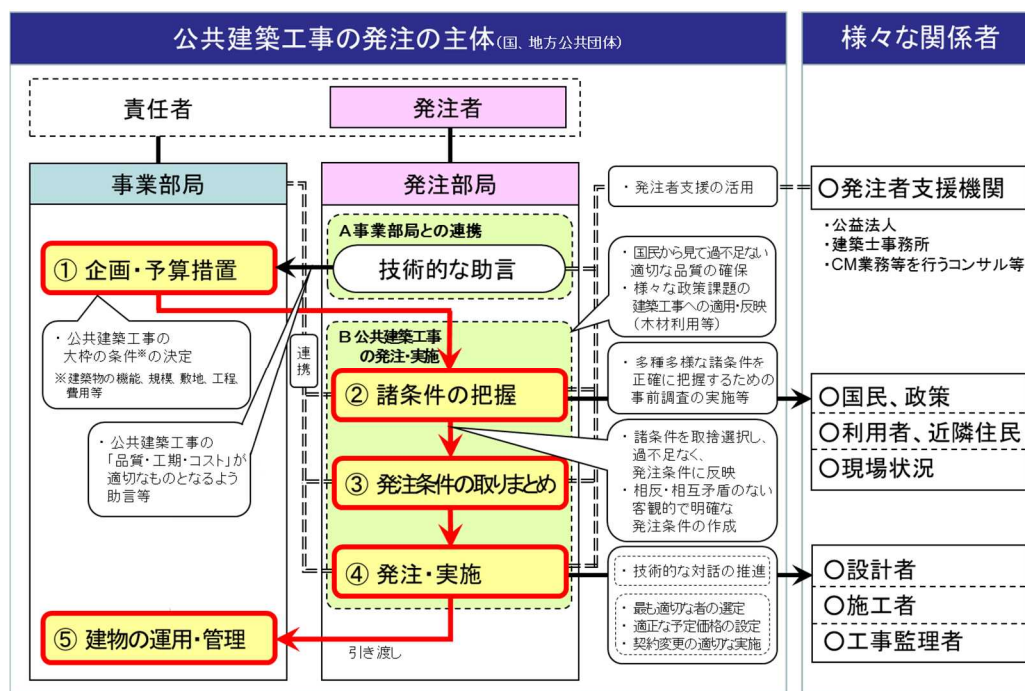 公共建築工事の発注の主体(国、地方公共団体)
様々な関係者
責任者
発注者
事業部局
発注部局
A事業部局との連携
技術的な助言
① 企画・予算措置
・公共建築工事の
大枠の条件※の決定
※建築物の機能、規模、敷地、工程、
費用等
・公共建築工事の
「品質・工期・コスト」が
適切なものとなるよう
助言等
連携
B公共建築工事
の発注・実施
② 諸条件の把握
③ 発注条件の取りまとめ
④ 発注・実施
⑤ 建物の運用・管理
引き渡し
・発注者支援の活用
・国民から見て過不足ない
適切な品質の確保
・様々な政策課題の
建築工事への適用・反映
(木材利用等)
・多種多様な諸条件を
正確に把握するための
事前調査の実施等
・諸条件を取捨選択し、
過不足なく、
発注条件に反映
・相反・相互矛盾のない
客観的で明確な
発注条件の作成
・技術的な対話の推進
・最も適切な者の選定
・適正な予定価格の設定
・契約変更の適切な実施
〇発注者支援機関
・公益法人
・建築士事務所
・CM業務等を行うコンサル等
〇国民、政策
〇利用者、近隣住民
〇現場状況
〇設計者
〇施工者
〇工事監理者